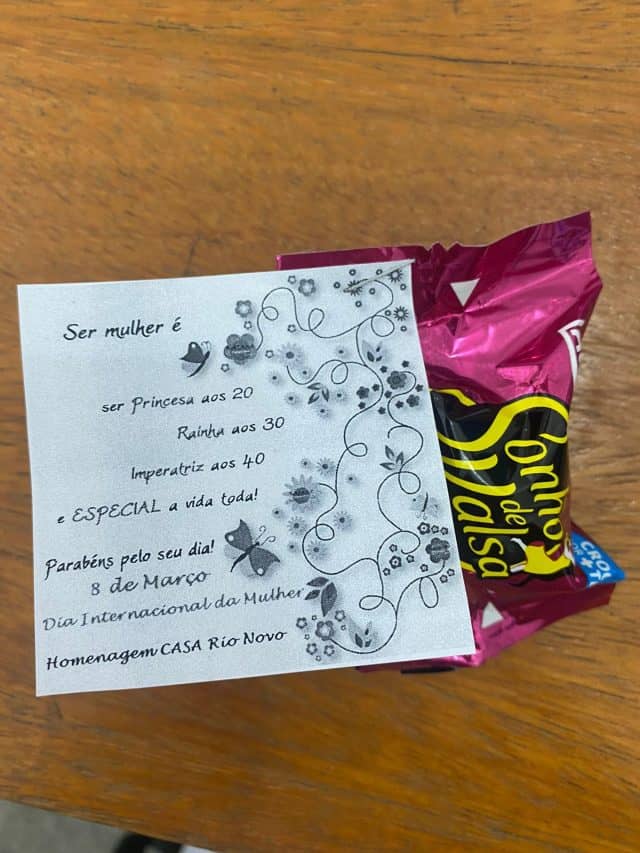 Ser mulher é
ser Princesa aos 20
Rainha aos 30
Imperatriz aos 40
e ESPECIAL a vida toda!
Parabéns pelo seu dia!
8 de Março
Dia Internacional da Mulher
Homenagem CASA Rio Novo
Sonho
de
Valsa